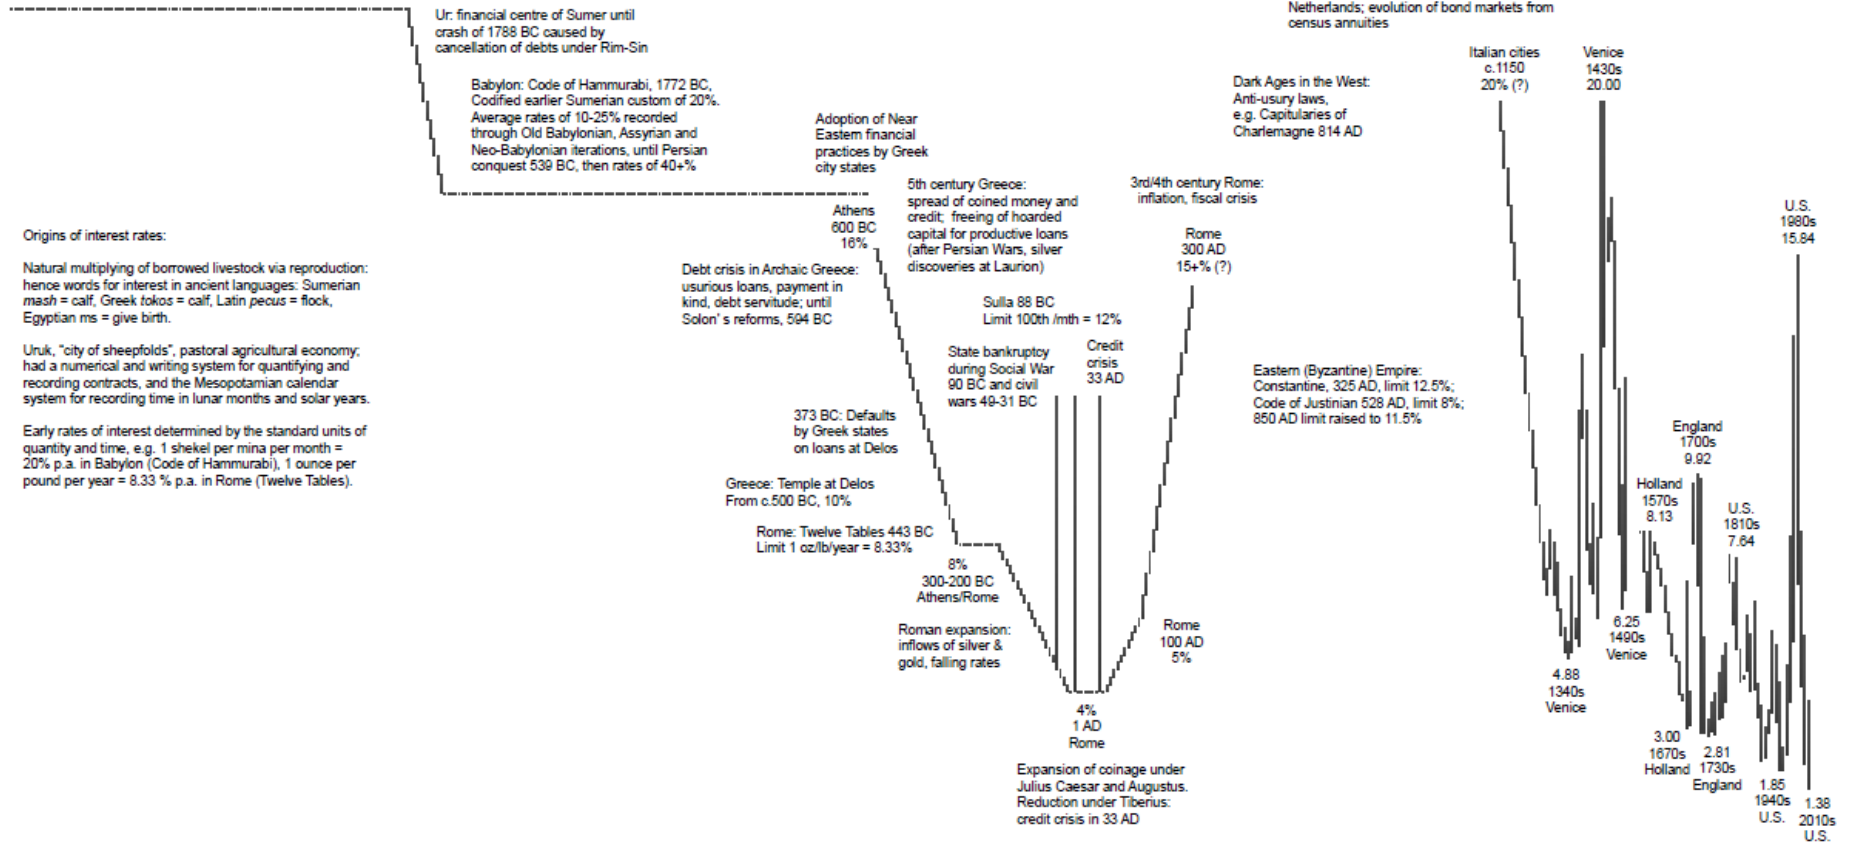 Ur: financial centre of Sumer until
crash of 1788 BC caused by
cancellation of debts under Rim-Sin
Babylon: Code of Hammurabi, 1772 BC,
Codified earlier Sumerian custom of 20%.
Average rates of 10-25% recorded
through Old Babylonian, Assyrian and
Neo-Babylonian iterations, until Persian
conquest 539 BC, then rates of 40+%
Origins of interest rates:
Natural multiplying of borrowed livestock via reproduction:
hence words for interest in ancient languages: Sumerian
mash = calf, Greek tokos = calf, Latin pecus = flock,
Egyptian ms = give birth.
Uruk, "city of sheepfolds", pastoral agricultural economy;
had a numerical and writing system for quantifying and
recording contracts, and the Mesopotamian calendar
system for recording time in lunar months and solar years.
Early rates of interest determined by the standard units of
quantity and time, e.g. 1 shekel per mina per month =
20% p.a. in Babylon (Code of Hammurabi), 1 ounce per
pound per year = 8.33 % p.a. in Rome (Twelve Tables).
Adoption of Near
Eastern financial
practices by Greek
city states
Athens
600 BC
16%
Debt crisis in Archaic Greece:
usurious loans, payment in
kind, debt servitude; until
Solon' s reforms, 594 BC
5th century Greece:
spread of coined money and
credit; freeing of hoarded
capital for productive loans
(after Persian Wars, silver
discoveries at Laurion)
373 BC: Defaults
by Greek states
on loans at Delos
Greece: Temple at Delos
From c.500 BC, 10%
Rome: Twelve Tables 443 BC
Limit 1 oz/lb/year = 8.33%
8%
300-200 BC
Athens/Rome
Roman expansion:
inflows of silver &
gold, falling rates
Sulla 88 BC
Limit 100th /mth = 12%
State bankruptcy
during Social War
90 BC and civil
wars 49-31 BC
Credit
crisis
33 AD
4%
1 AD
Rome
Expansion of coinage under
Julius Caesar and Augustus.
Reduction under Tiberius:
credit crisis in 33 AD
3rd/4th century Rome:
inflation, fiscal crisis
Rome
300 AD
15+% (?)
Rome
100 AD
5%
Netherlands; evolution of bond markets from
census annuities
Dark Ages in the West:
Anti-usury laws,
e.g. Capitularies of
Charlemagne 814 AD
Eastern (Byzantine) Empire:
Constantine, 325 AD, limit 12.5%;
Code of Justinian 528 AD, limit 8%;
850 AD limit raised to 11.5%
Italian cities
c.1150
20% (?)
Venice
1430s
20.00
4.88
1340s
Venice
6.25
1490s
Venice
Holland
1570s
8.13
England
1700s
9.92
U.S.
1810s
7.64
U.S.
1980s
15.84
3.00
1670s
Holland
2.81
1730s
England
1.85
1940s
U.S.
1.38
2010s
U.S.